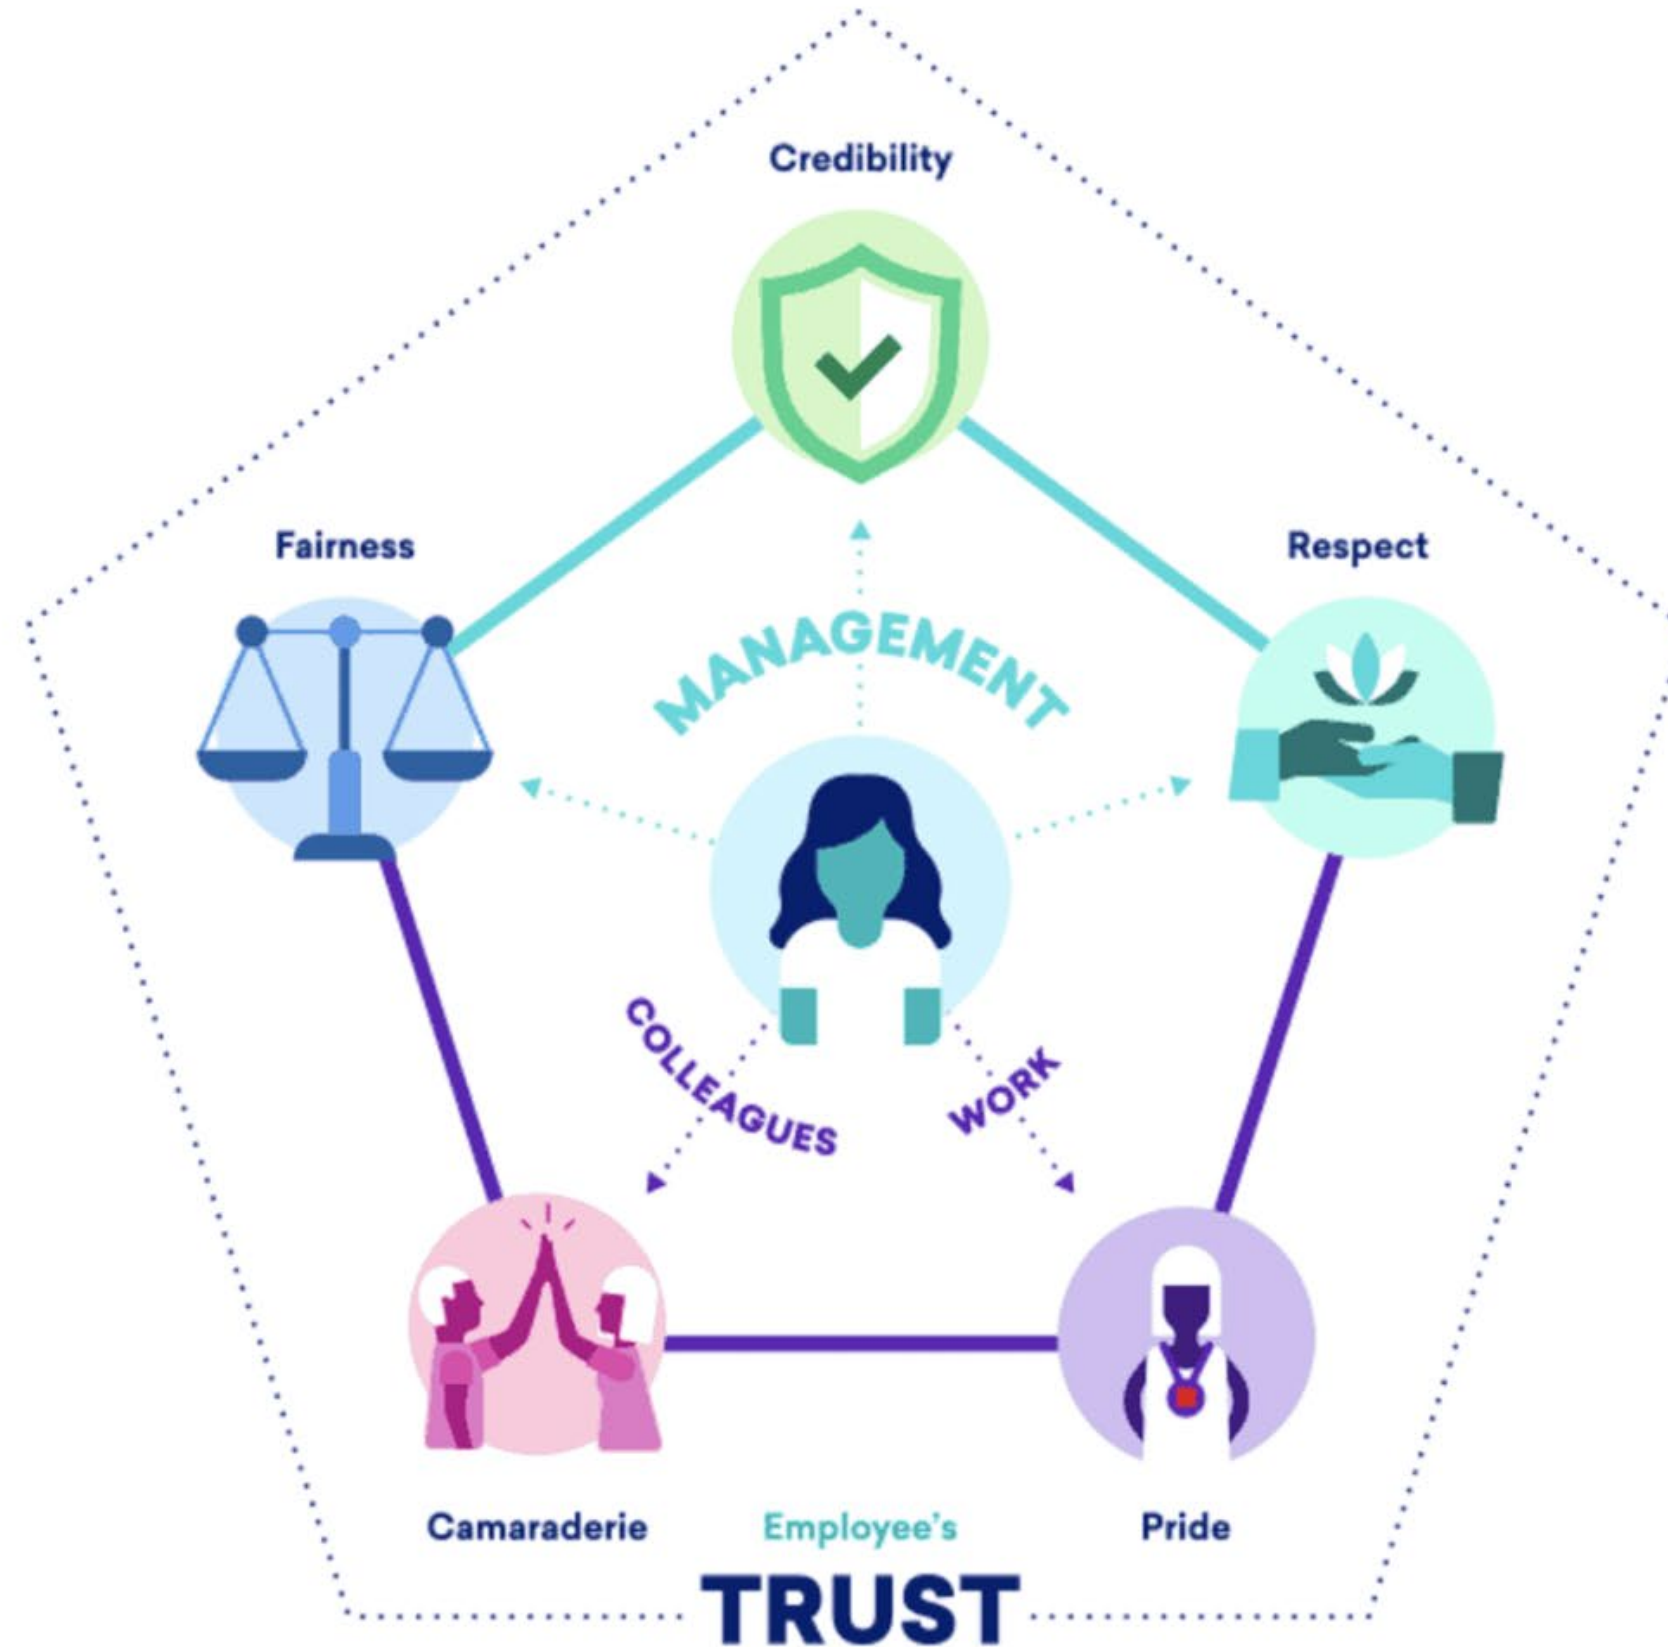 Credibility
Fairness
Respect
MANAGEMENT
COLLEAGUES
WORK
Camaraderie
Employee's
Pride
TRUST